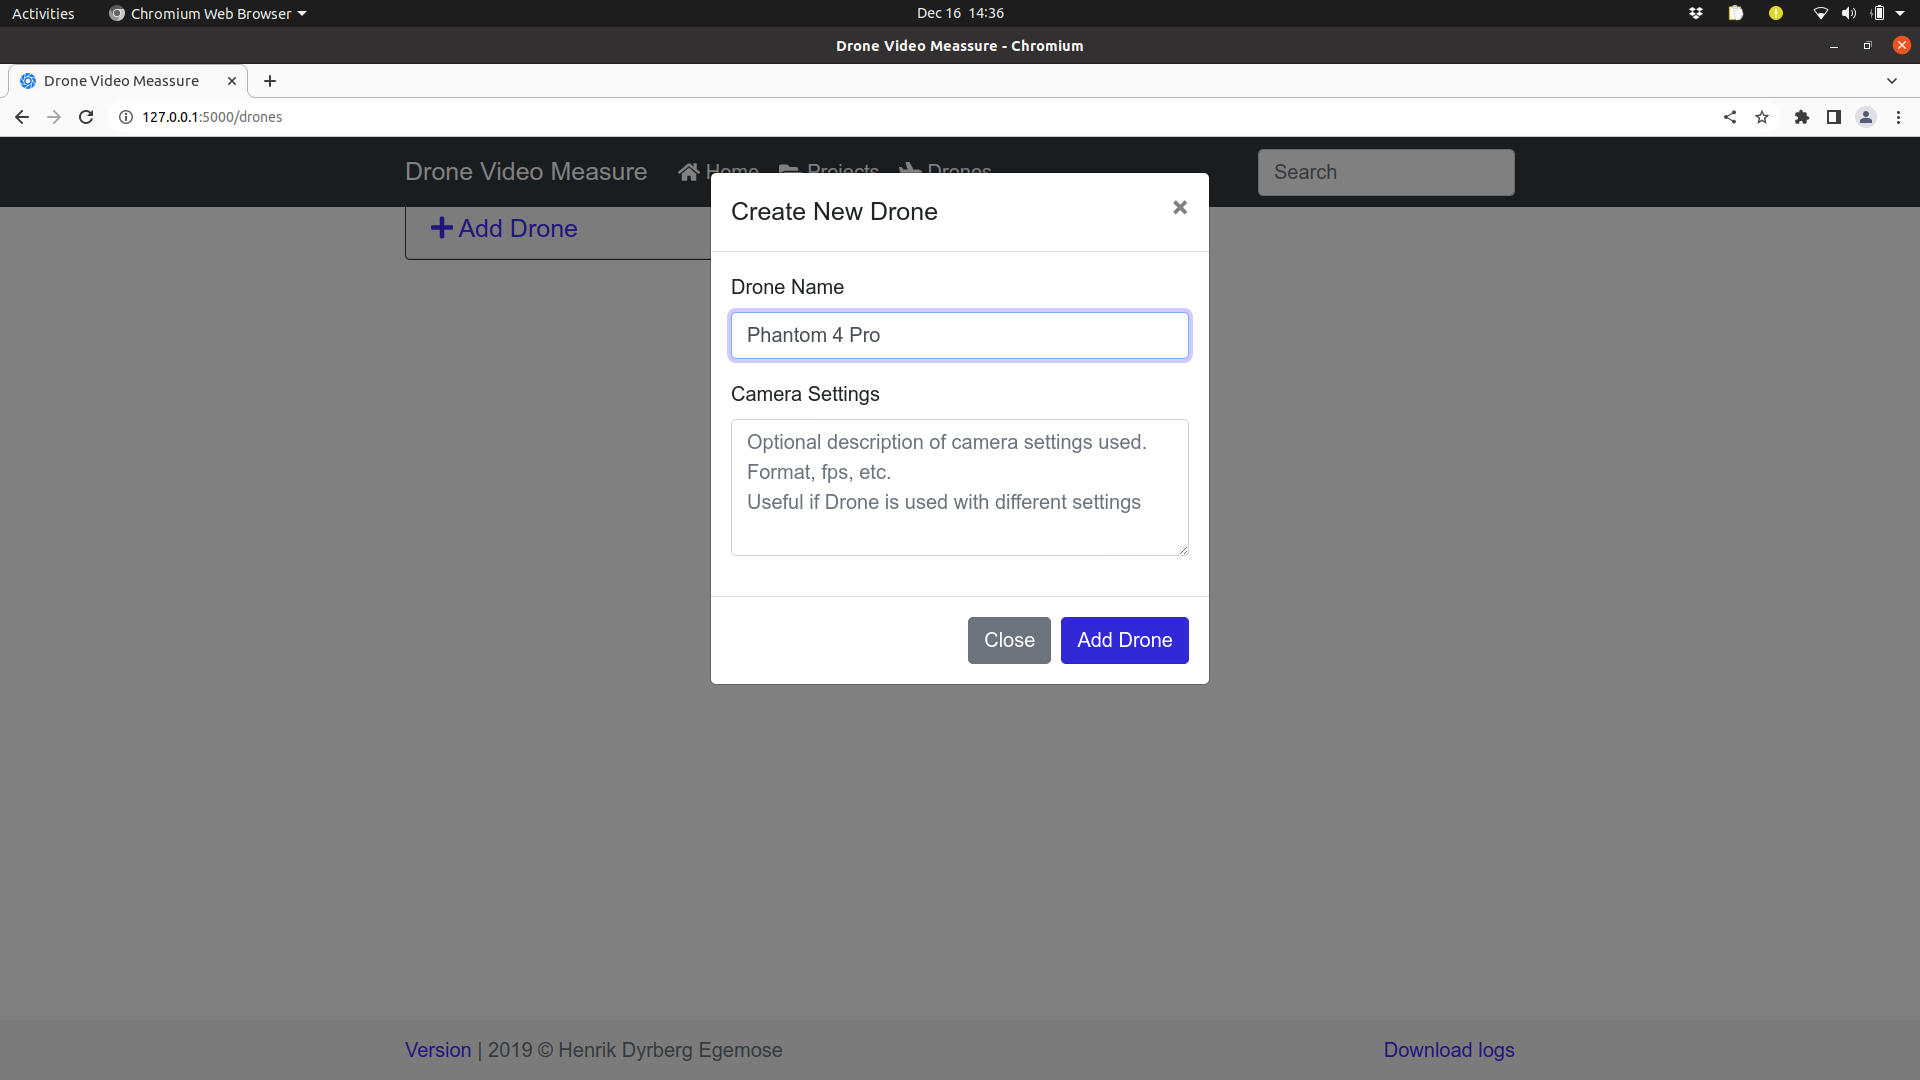 Activities
Chromium Web Browser
Dec 16 14:36
Drone Video Meassure - Chromium
Drone Video Meassure
127.0.0.1:5000/drones
Drone Video Measure
Home
Projects
Drones
Search
Add Drone
Create New Drone
×
Drone Name
Phantom 4 Pro
Camera Settings
Optional description of camera settings used.
Format, fps, etc.
Useful if Drone is used with different settings
Close
Add Drone
Version | 2019 © Henrik Dyrberg Egemose
Download logs